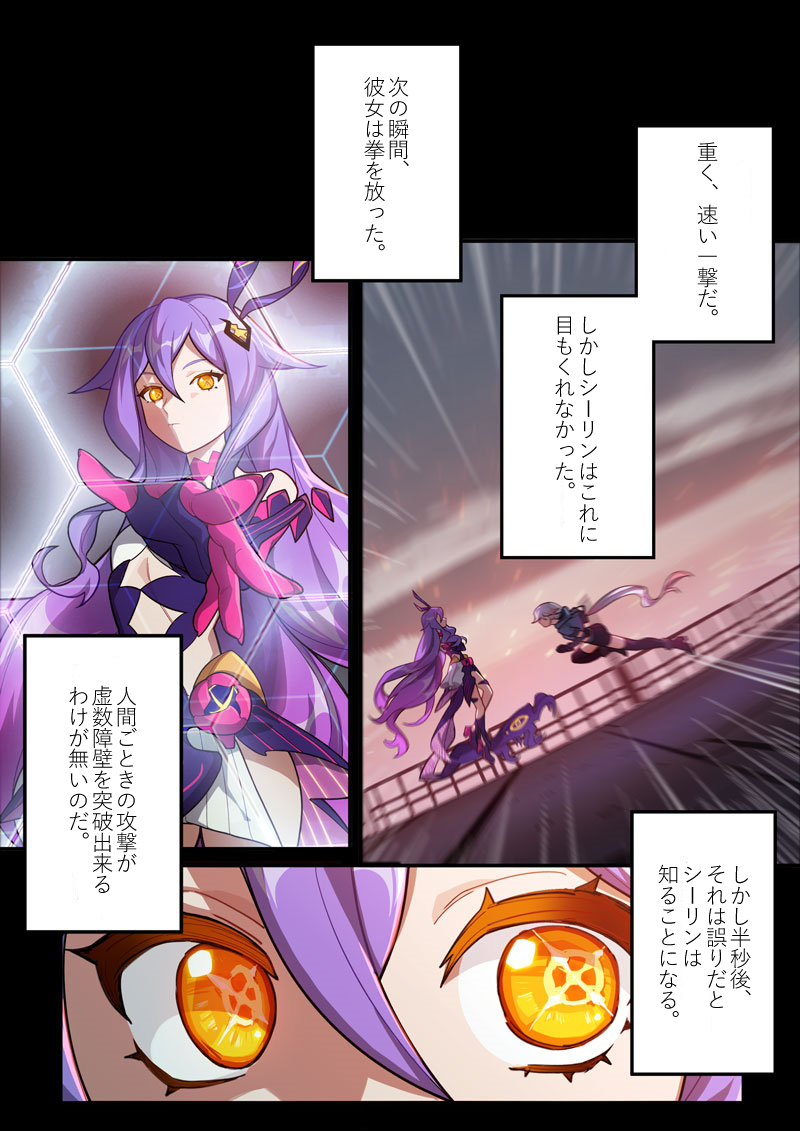 重く、速い一撃だ。
しかしシーリンはこれに
目もくれなかった。
次の瞬間、
彼女は拳を放った。
人間ごときの攻撃が
虚数障壁を突破出来る
わけが無いのだ。
しかし半秒後、
それは誤りだと
シーリンは
知ることになる。